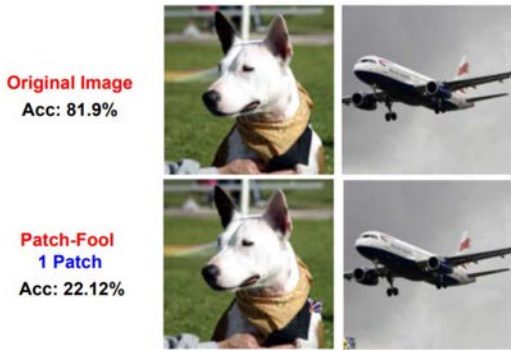 Original Image
Acc: 81.9%
Patch-Fool
1 Patch
Acc: 22.12%